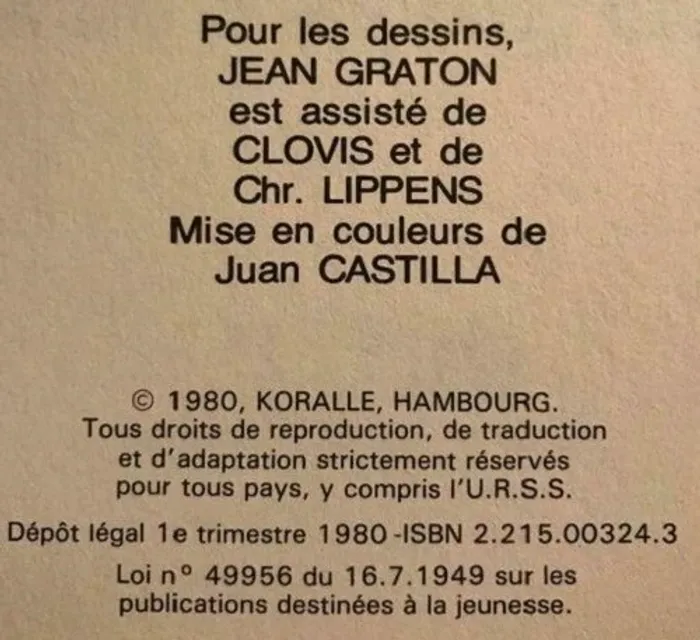 Pour les dessins,
JEAN GRATON
est assisté de
CLOVIS et de
Chr. LIPPENS
Mise en couleurs de
Juan CASTILLA
© 1980, KORALLE, HAMBOURG.
Tous droits de reproduction, de traduction
et d'adaptation strictement réservés
pour tous pays, y compris l'U.R.S.S.
Dépôt légal 1e trimestre 1980-ISBN 2.215.00324.3
Loi n° 49956 du 16.7.1949 sur les
publications destinées à la jeunesse.